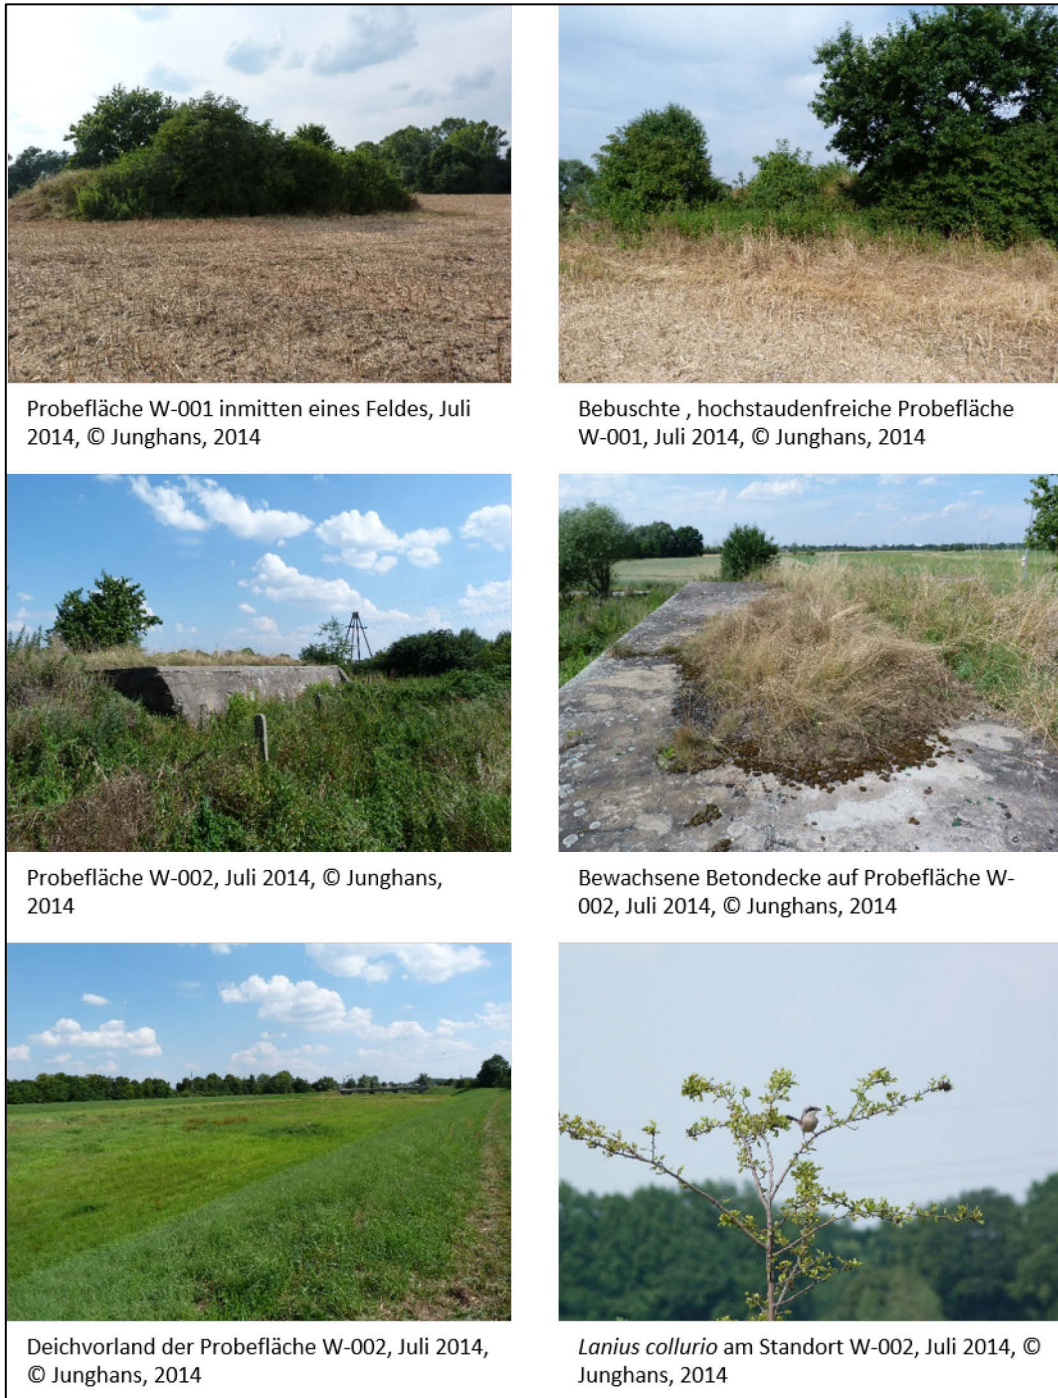 Probefläche W-001 inmitten eines Feldes, Juli
2014, © Junghans, 2014
Bebuschte , hochstaudenfreiche Probefläche
W-001, Juli 2014, © Junghans, 2014
Probefläche W-002, Juli 2014, © Junghans,
2014
Bewachsene Betondecke auf Probefläche W-
002, Juli 2014, © Junghans, 2014
Deichvorland der Probefläche W-002, Juli 2014,
© Junghans, 2014
Lanius collurio am Standort W-002, Juli 2014, ©
Junghans, 2014